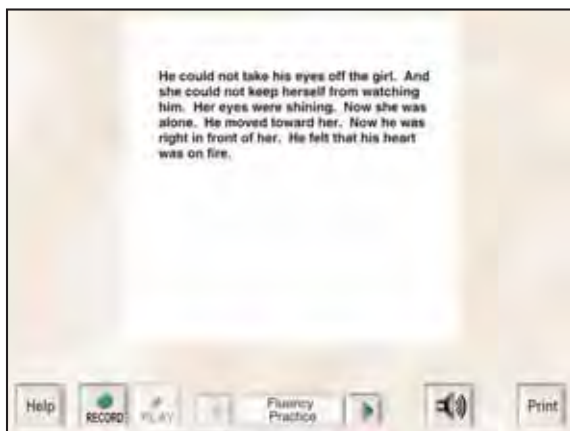 He could not take his eyes off the girl. And
she could not keep herself from watching
him. Her eyes were shining. Now she was
alone. He moved toward her. Now he was
right in front of her. He felt that his heart
was on fire.
Help
RECORD
PLAY
Fluency
Practice
Print